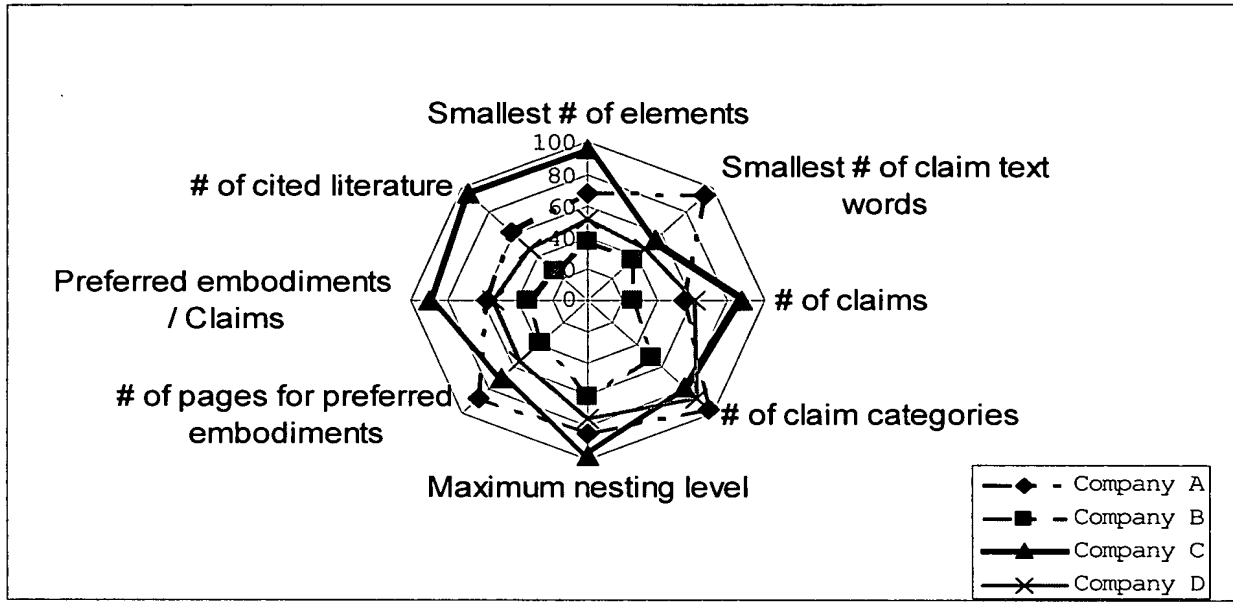 Smallest # of elements
100
80
60
40
20
0
Smallest # of claim text
words
# of cited literature
Preferred embodiments
/ Claims
# of claims
# of pages for preferred
embodiments
# of claim categories
Maximum nesting level
Company A
Company B
Company C
Company D